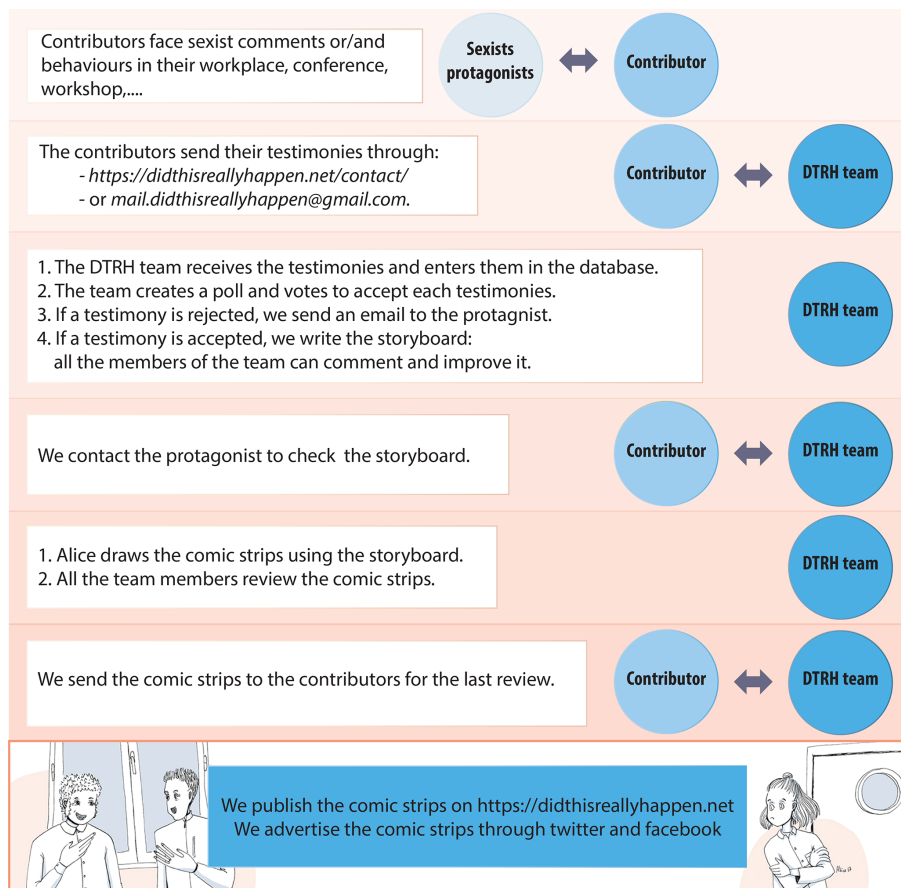 Contributors face sexist comments or/and
behaviours in their workplace, conference,
workshop,....
Sexists
protagonists
Contributor
The contributors send their testimonies through:
- https://didthisreallyhappen.net/contact/
- or mail.didthisreallyhappen@gmail.com.
Contributor
DTRH team
1. The DTRH team receives the testimonies and enters them in the database.
2. The team creates a poll and votes to accept each testimonies.
3. If a testimony is rejected, we send an email to the protagnist.
4. If a testimony is accepted, we write the storyboard:
all the members of the team can comment and improve it.
DTRH team
We contact the protagonist to check the storyboard.
Contributor
DTRH team
1. Alice draws the comic strips using the storyboard.
2. All the team members review the comic strips.
DTRH team
We send the comic strips to the contributors for the last review.
Contributor
DTRH team
We publish the comic strips on https://didthisreallyhappen.net
We advertise the comic strips through twitter and facebook